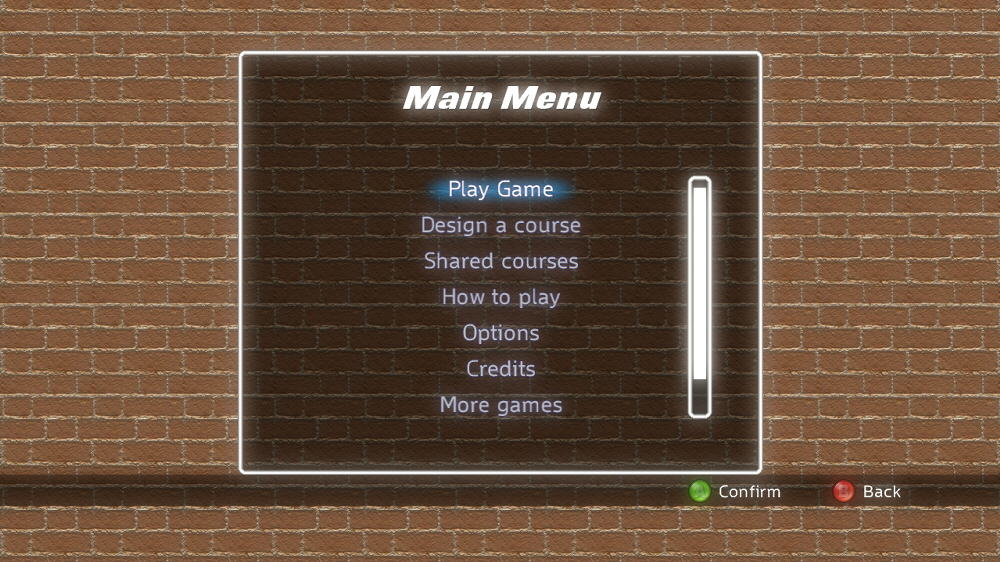 Main Menu
Play Game
Design a course
Shared courses
How to play
Options
Credits
More games
A Confirm B Back